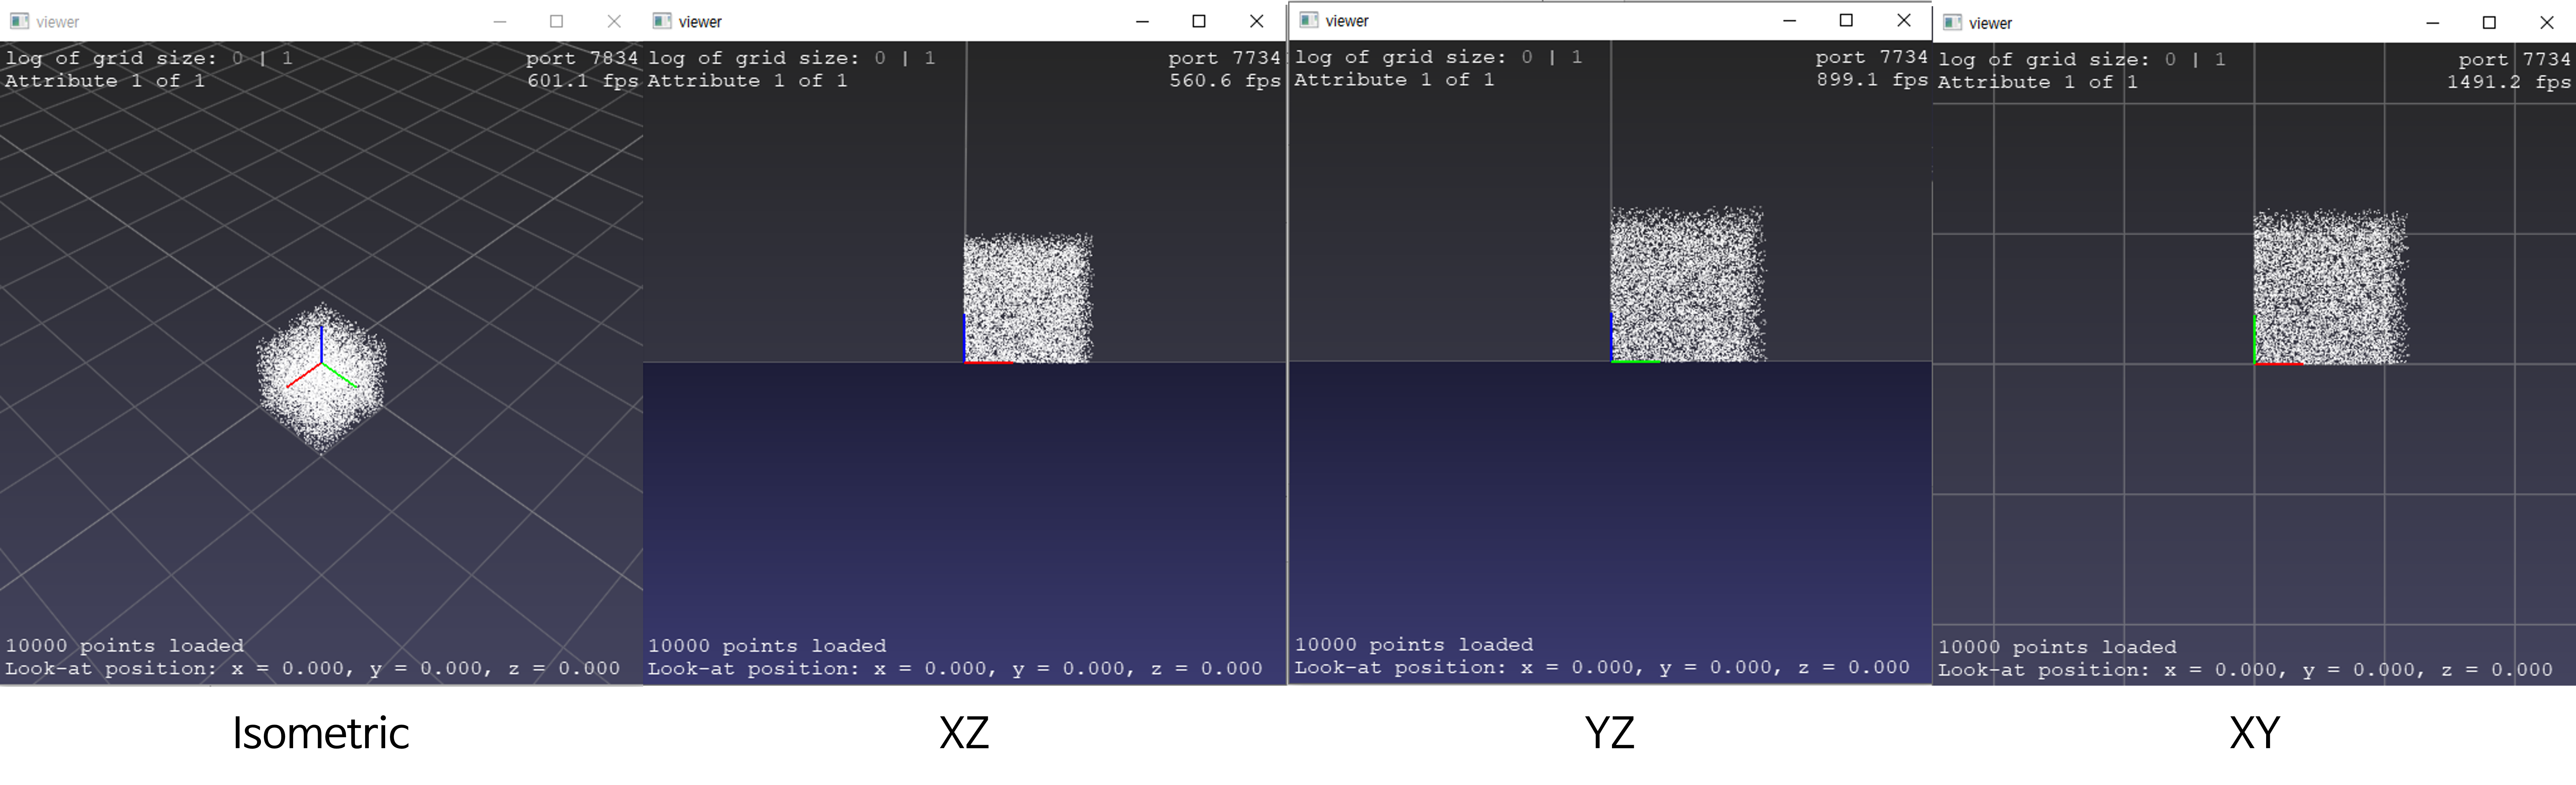 viewer
log of grid size: 0 | 1
port 7834
Attribute 1 of 1
601.1 fps
10000 points loaded
Look-at position: x = 0.000, y = 0.000, z = 0.000
Isometric
viewer
log of grid size: 0 | 1
port 7734
Attribute 1 of 1
560.6 fps
10000 points loaded
Look-at position: x = 0.000, y = 0.000, z = 0.000
XZ
viewer
log of grid size: 0 | 1
port 7734
Attribute 1 of 1
899.1 fps
10000 points loaded
Look-at position: x = 0.000, y = 0.000, z = 0.000
YZ
viewer
log of grid size: 0 | 1
port 7734
Attribute 1 of 1
1491.2 fps
10000 points loaded
Look-at position: x = 0.000, y = 0.000, z = 0.000
XY